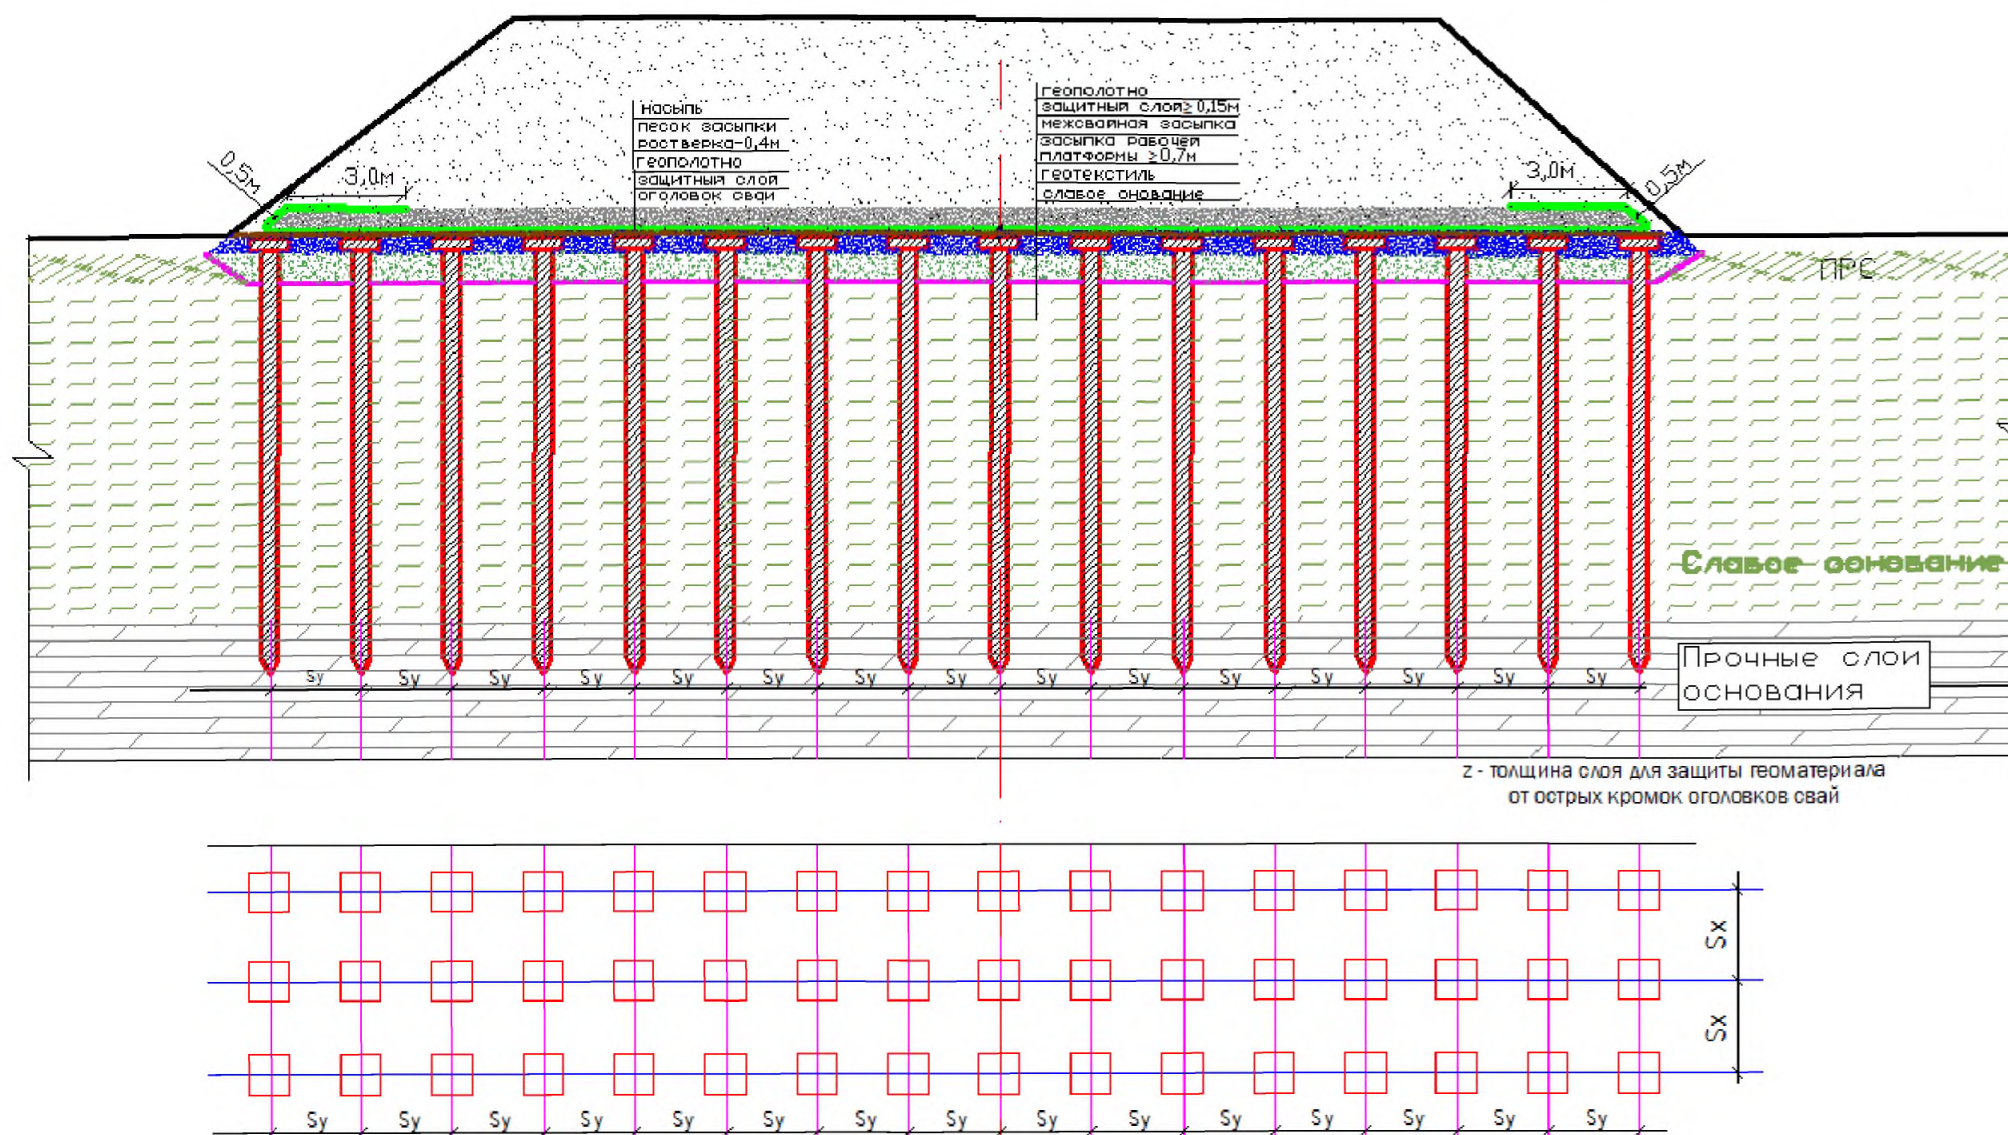 насыпь
песок засыпки
ростверка-0,4м
геополотно
защитный слой
оголовок сваи
геополотно
защитный слой≥0,15м
межсвайная засыпка
засыпка рабочей
платформы ≥0,7м
геотекстиль
слабое онование
0,5м
3,0м
3,0м
0,5м
ПРС
Слабое оонование
Sy Sy Sy Sy Sy Sy Sy Sy Sy Sy Sy Sy Sy Sy Sy
Прочные слои
основания
z - толщина слоя для защиты геоматериала
от острых кромок оголовков свай
Sx
Sx
Sy Sy Sy Sy Sy Sy Sy Sy Sy Sy Sy Sy Sy Sy Sy